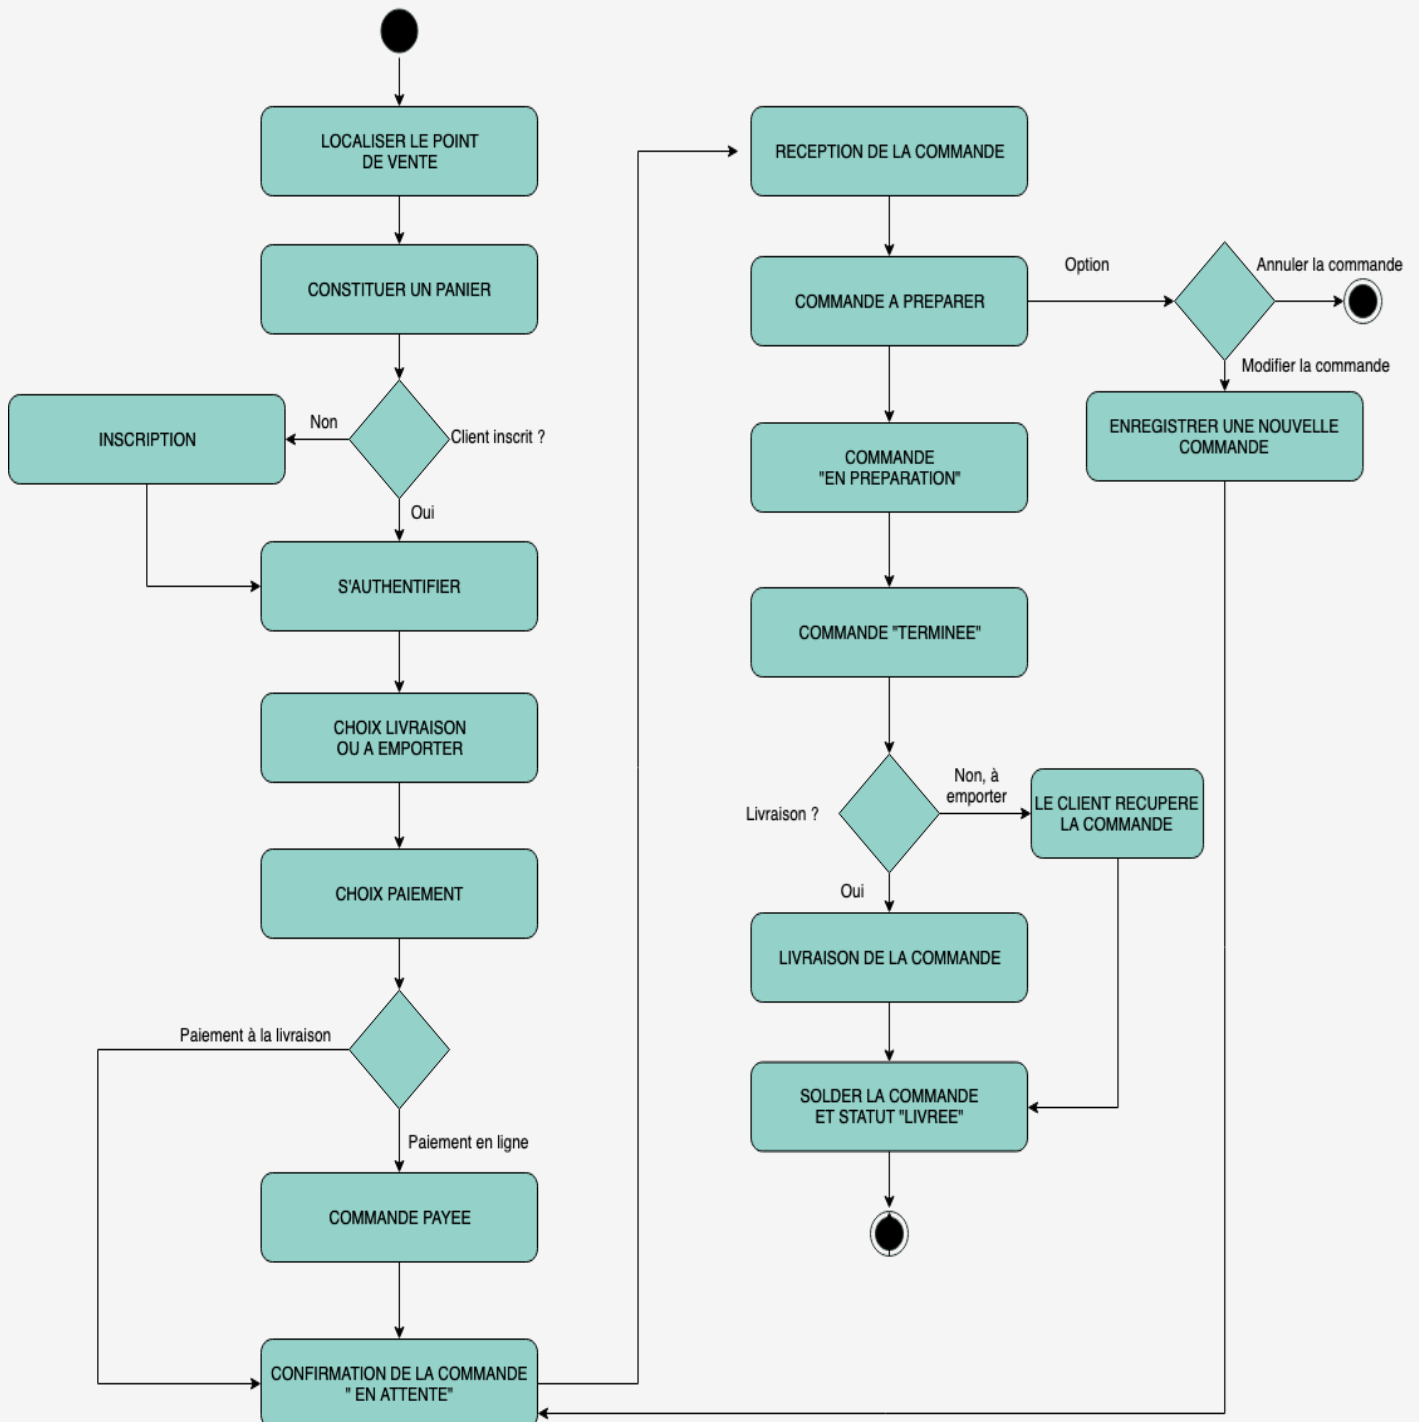 LOCALISER LE POINT
DE VENTE
CONSTITUER UN PANIER
Client inscrit ?
Non
INSCRIPTION
Oui
S'AUTHENTIFIER
CHOIX LIVRAISON
OU A EMPORTER
CHOIX PAIEMENT
Paiement à la livraison
Paiement en ligne
COMMANDE PAYEE
CONFIRMATION DE LA COMMANDE
" EN ATTENTE"
RECEPTION DE LA COMMANDE
COMMANDE A PREPARER
Option
Annuler la commande
Modifier la commande
ENREGISTRER UNE NOUVELLE
COMMANDE
COMMANDE
"EN PREPARATION"
COMMANDE "TERMINEE"
Livraison ?
Non, à
emporter
LE CLIENT RECUPERE
LA COMMANDE
Oui
LIVRAISON DE LA COMMANDE
SOLDER LA COMMANDE
ET STATUT "LIVREE"